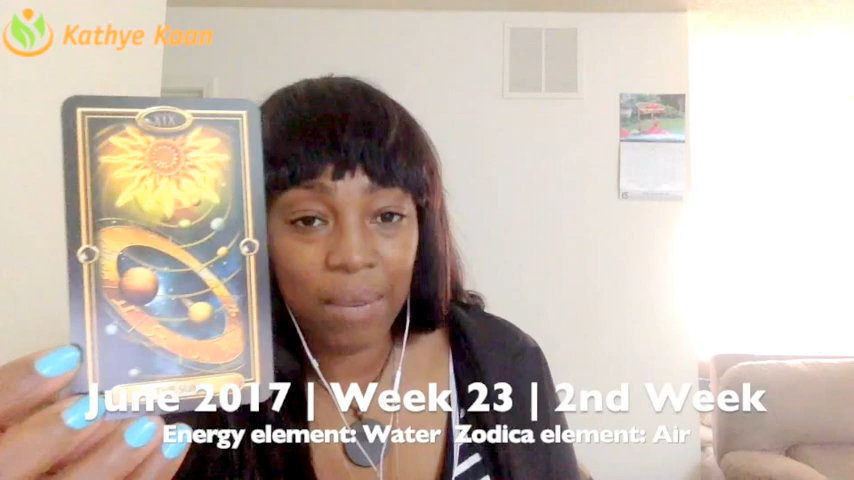 Kathye Kaan
XIX
June 2017 | Week 23 | 2nd Week
Energy element: Water Zodica element: Air